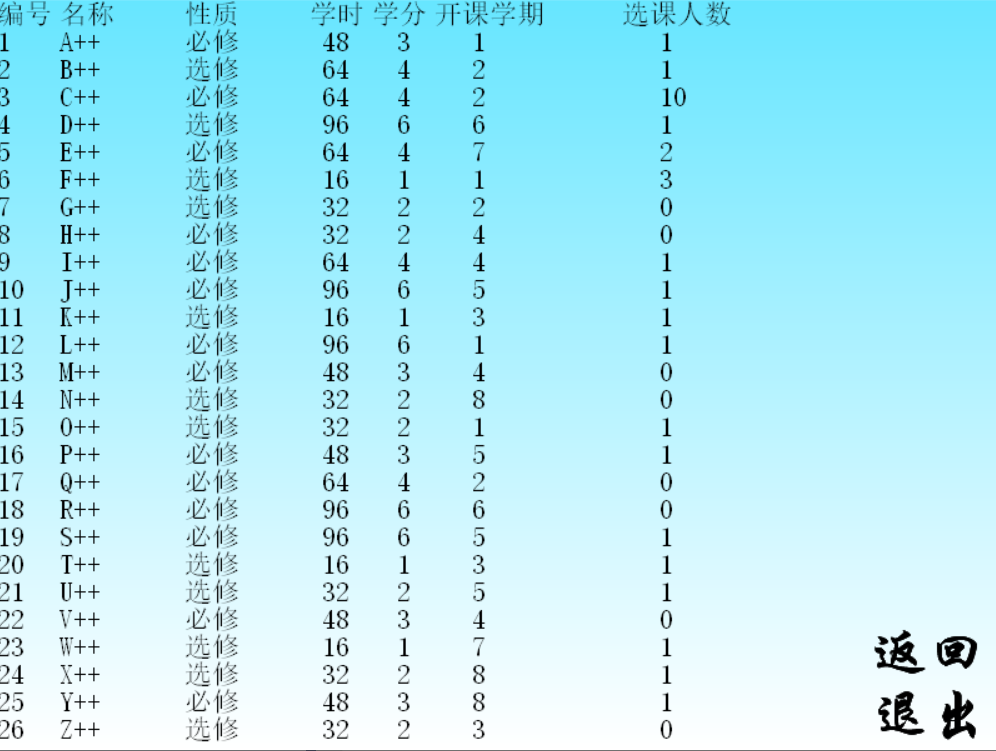 编号 名称 性质 学时 学分 开课学期 选课人数
1 A++ 必修 48 3 1 1
2 B++ 选修 64 4 2 1
3 C++ 必修 64 4 2 10
4 D++ 选修 96 6 6 1
5 E++ 必修 64 4 7 2
6 F++ 选修 16 1 1 3
7 G++ 选修 32 2 2 0
8 H++ 必修 32 2 4 0
9 I++ 必修 64 4 4 1
10 J++ 必修 96 6 5 1
11 K++ 选修 16 1 3 1
12 L++ 必修 96 6 1 1
13 M++ 必修 48 3 4 0
14 N++ 选修 32 2 8 0
15 O++ 选修 32 2 1 1
16 P++ 必修 48 3 5 1
17 Q++ 必修 64 4 2 0
18 R++ 必修 96 6 6 0
19 S++ 必修 96 6 5 1
20 T++ 选修 16 1 3 1
21 U++ 选修 32 2 5 1
22 V++ 必修 48 3 4 0
23 W++ 选修 16 1 7 1
24 X++ 选修 32 2 8 1
25 Y++ 必修 48 3 8 1
26 Z++ 选修 32 2 3 0
返回
退出